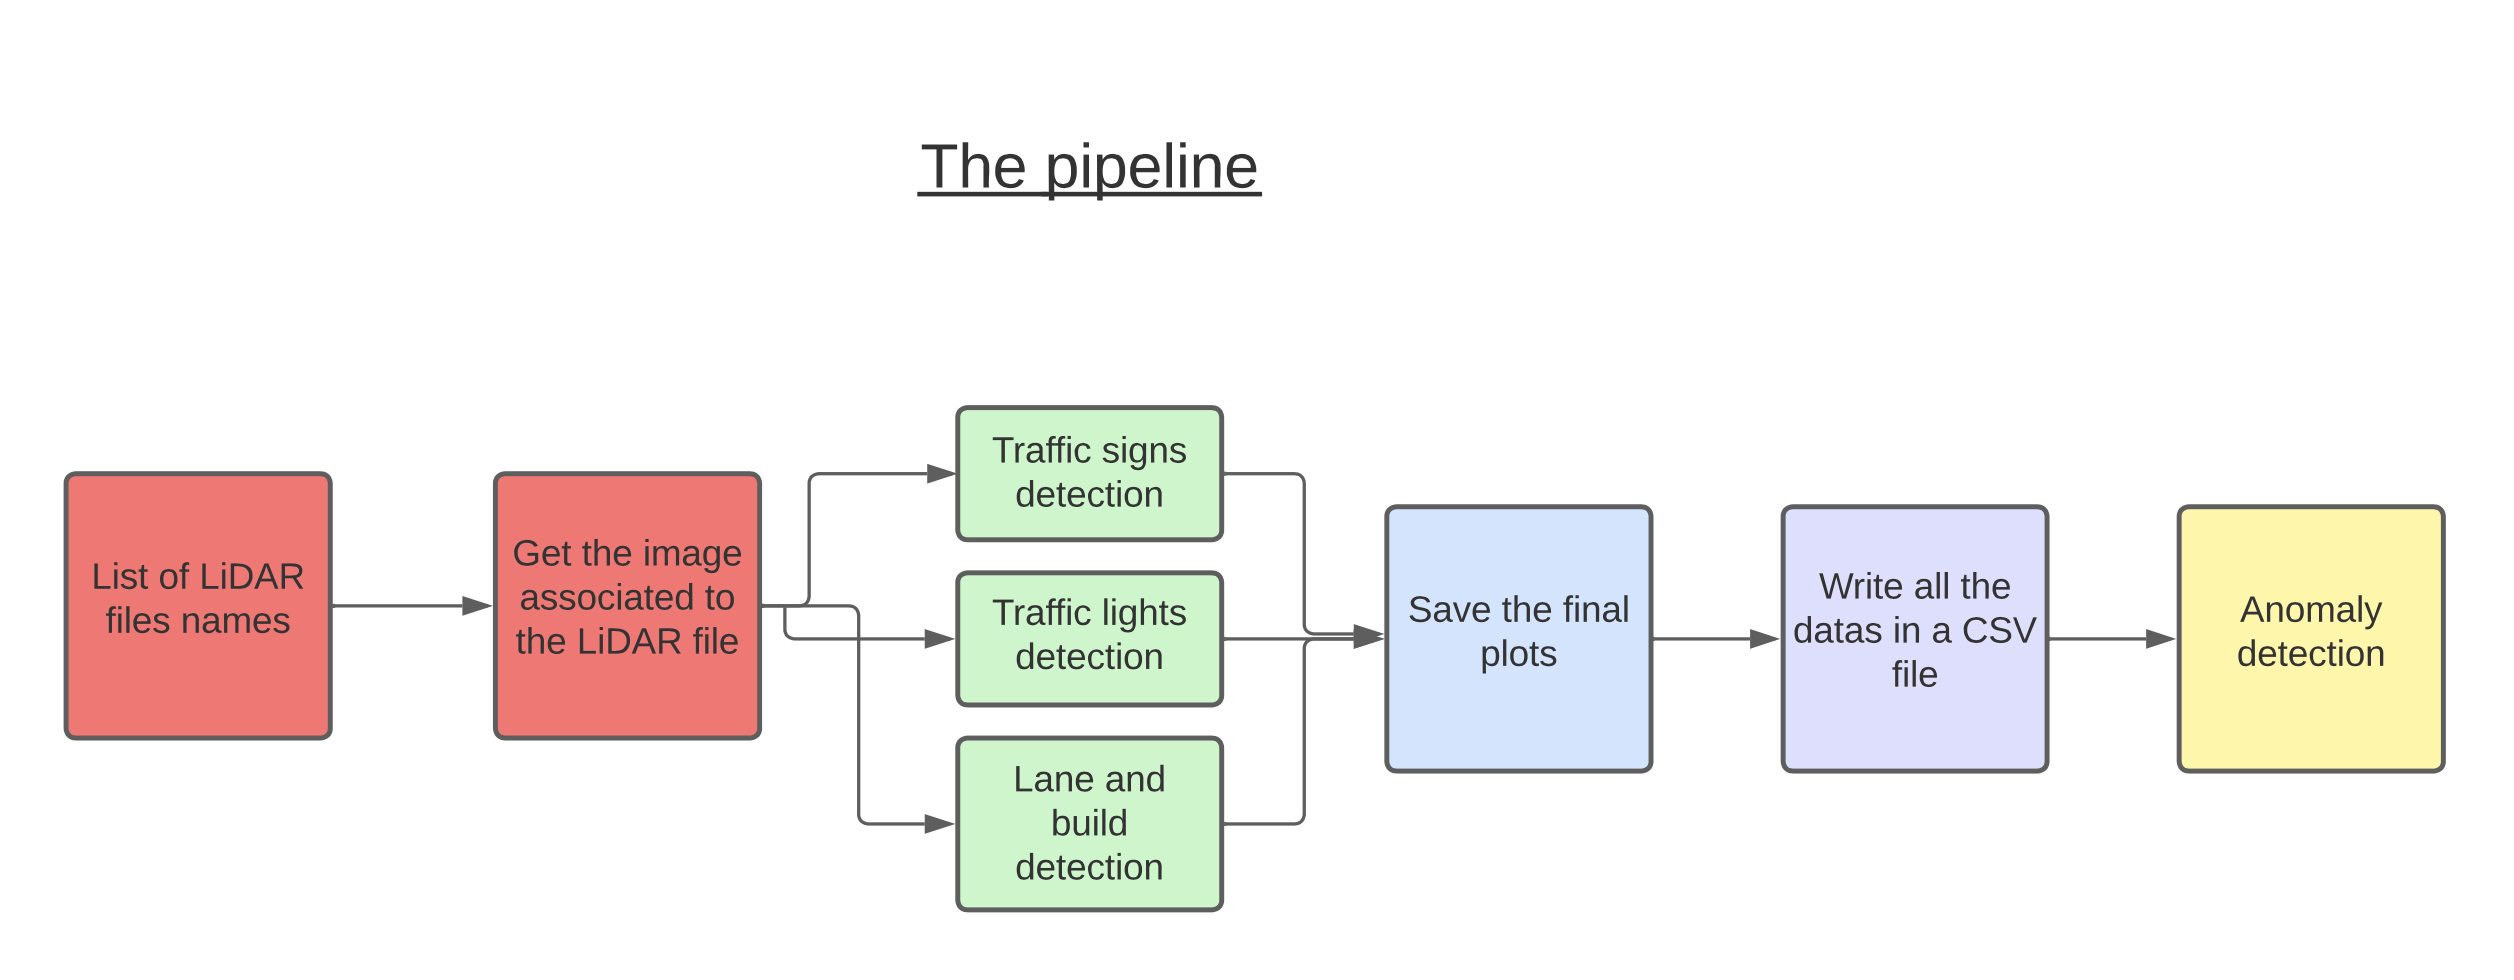 The pipeline
List of LiDAR
files names
Get the image
associated to
the LiDAR file
Traffic signs
detection
Traffic lights
detection
Lane and
build
detection
Save the final
plots
Write all the
datas in a CSV
file
Anomaly
detection